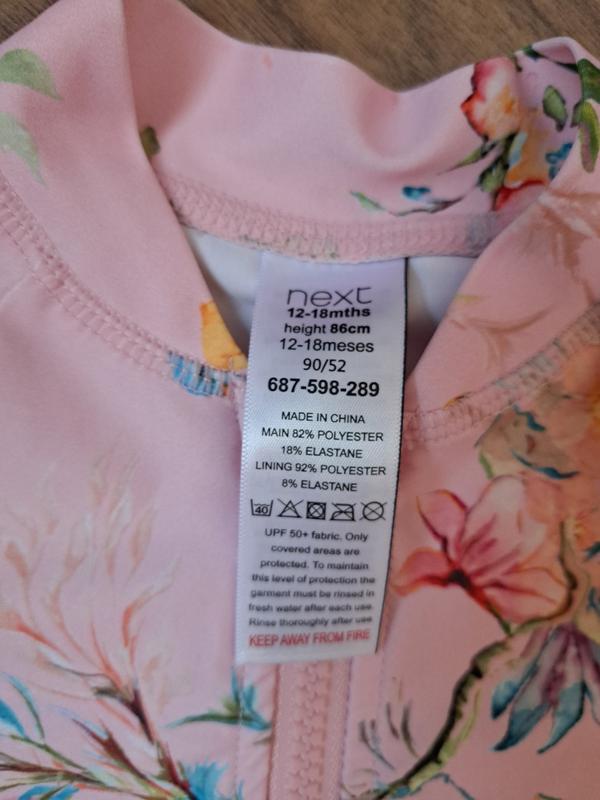 next
12-18mths
height 86cm
12-18meses
90/52
687-598-289
MADE IN CHINA
MAIN 82% POLYESTER
18% ELASTANE
LINING 92% POLYESTER
8% ELASTANE
40
UPF 50+ fabric. Only
covered areas are
protected. To maintain
this level of protection the
garment must be rinsed in
fresh water after each use.
Rinse thoroughly after use.
KEEP AWAY FROM FIRE